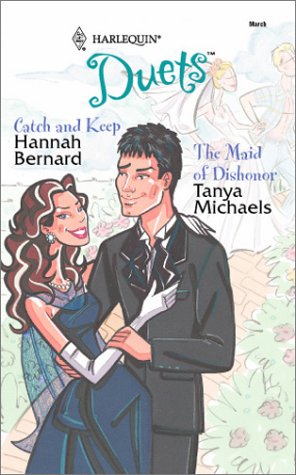 March
HARLEQUIN®
Duets™
Catch and Keep
Hannah
Bernard
The Maid
of Dishonor
Tanya
Michaels